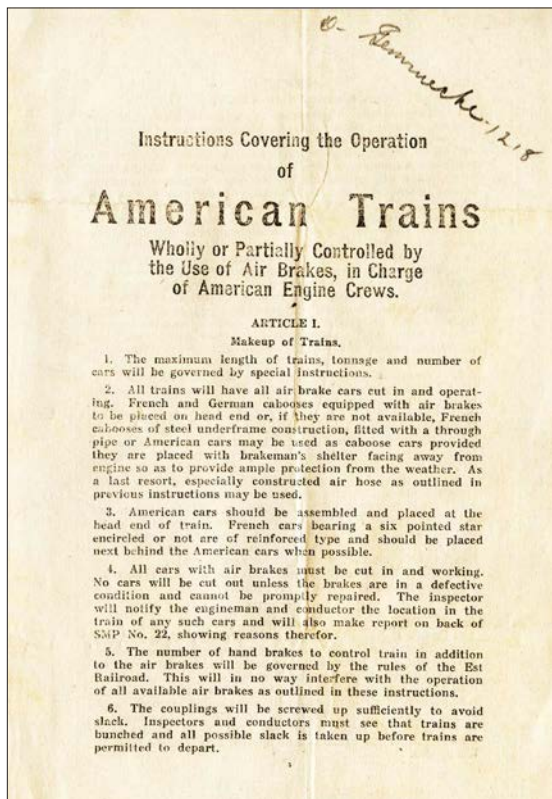 Instructions Covering the Operation
of
American Trains
Wholly or Partially Controlled by
the Use of Air Brakes, in Charge
of American Engine Crews.
ARTICLE I.
Makeup of Trains.
1. The maximum length of trains, tonnage and number of
cars will be governed by special instructions.
2. All trains will have all air brake cars cut in and operat-
ing. French and German cabooses equipped with air brakes
to be placed on head end or, if they are not available, French
cabooses of steel underframe construction, fitted with a through
pipe or American cars may be used as caboose cars provided
they are placed with brakeman's shelter facing away from
engine so as to provide ample protection from the weather. As
a last resort, especially constructed air hose as outlined in
previous instructions may be used.
3. American cars should be assembled and placed at the
head end of train. French cars bearing a six pointed star
encircled or not are of reinforced type and should be placed
next behind the American cars when possible.
4. All cars with air brakes must be cut in and working.
No cars will be cut out unless the brakes are in a defective
condition and cannot be promptly repaired. The inspector
will notify the engineman and conductor the location in the
train of any such cars and will also make report on back of
SMP No. 22, showing reasons therefor.
5. The number of hand brakes to control train in addition
to the air brakes will be governed by the rules of the Est
Railroad. This will in no way interfere with the operation
of all available air brakes as outlined in these instructions.
6. The couplings will be screwed up sufficiently to avoid
slack. Inspectors and conductors must see that trains are
bunched and all possible slack is taken up before trains are
permitted to depart.